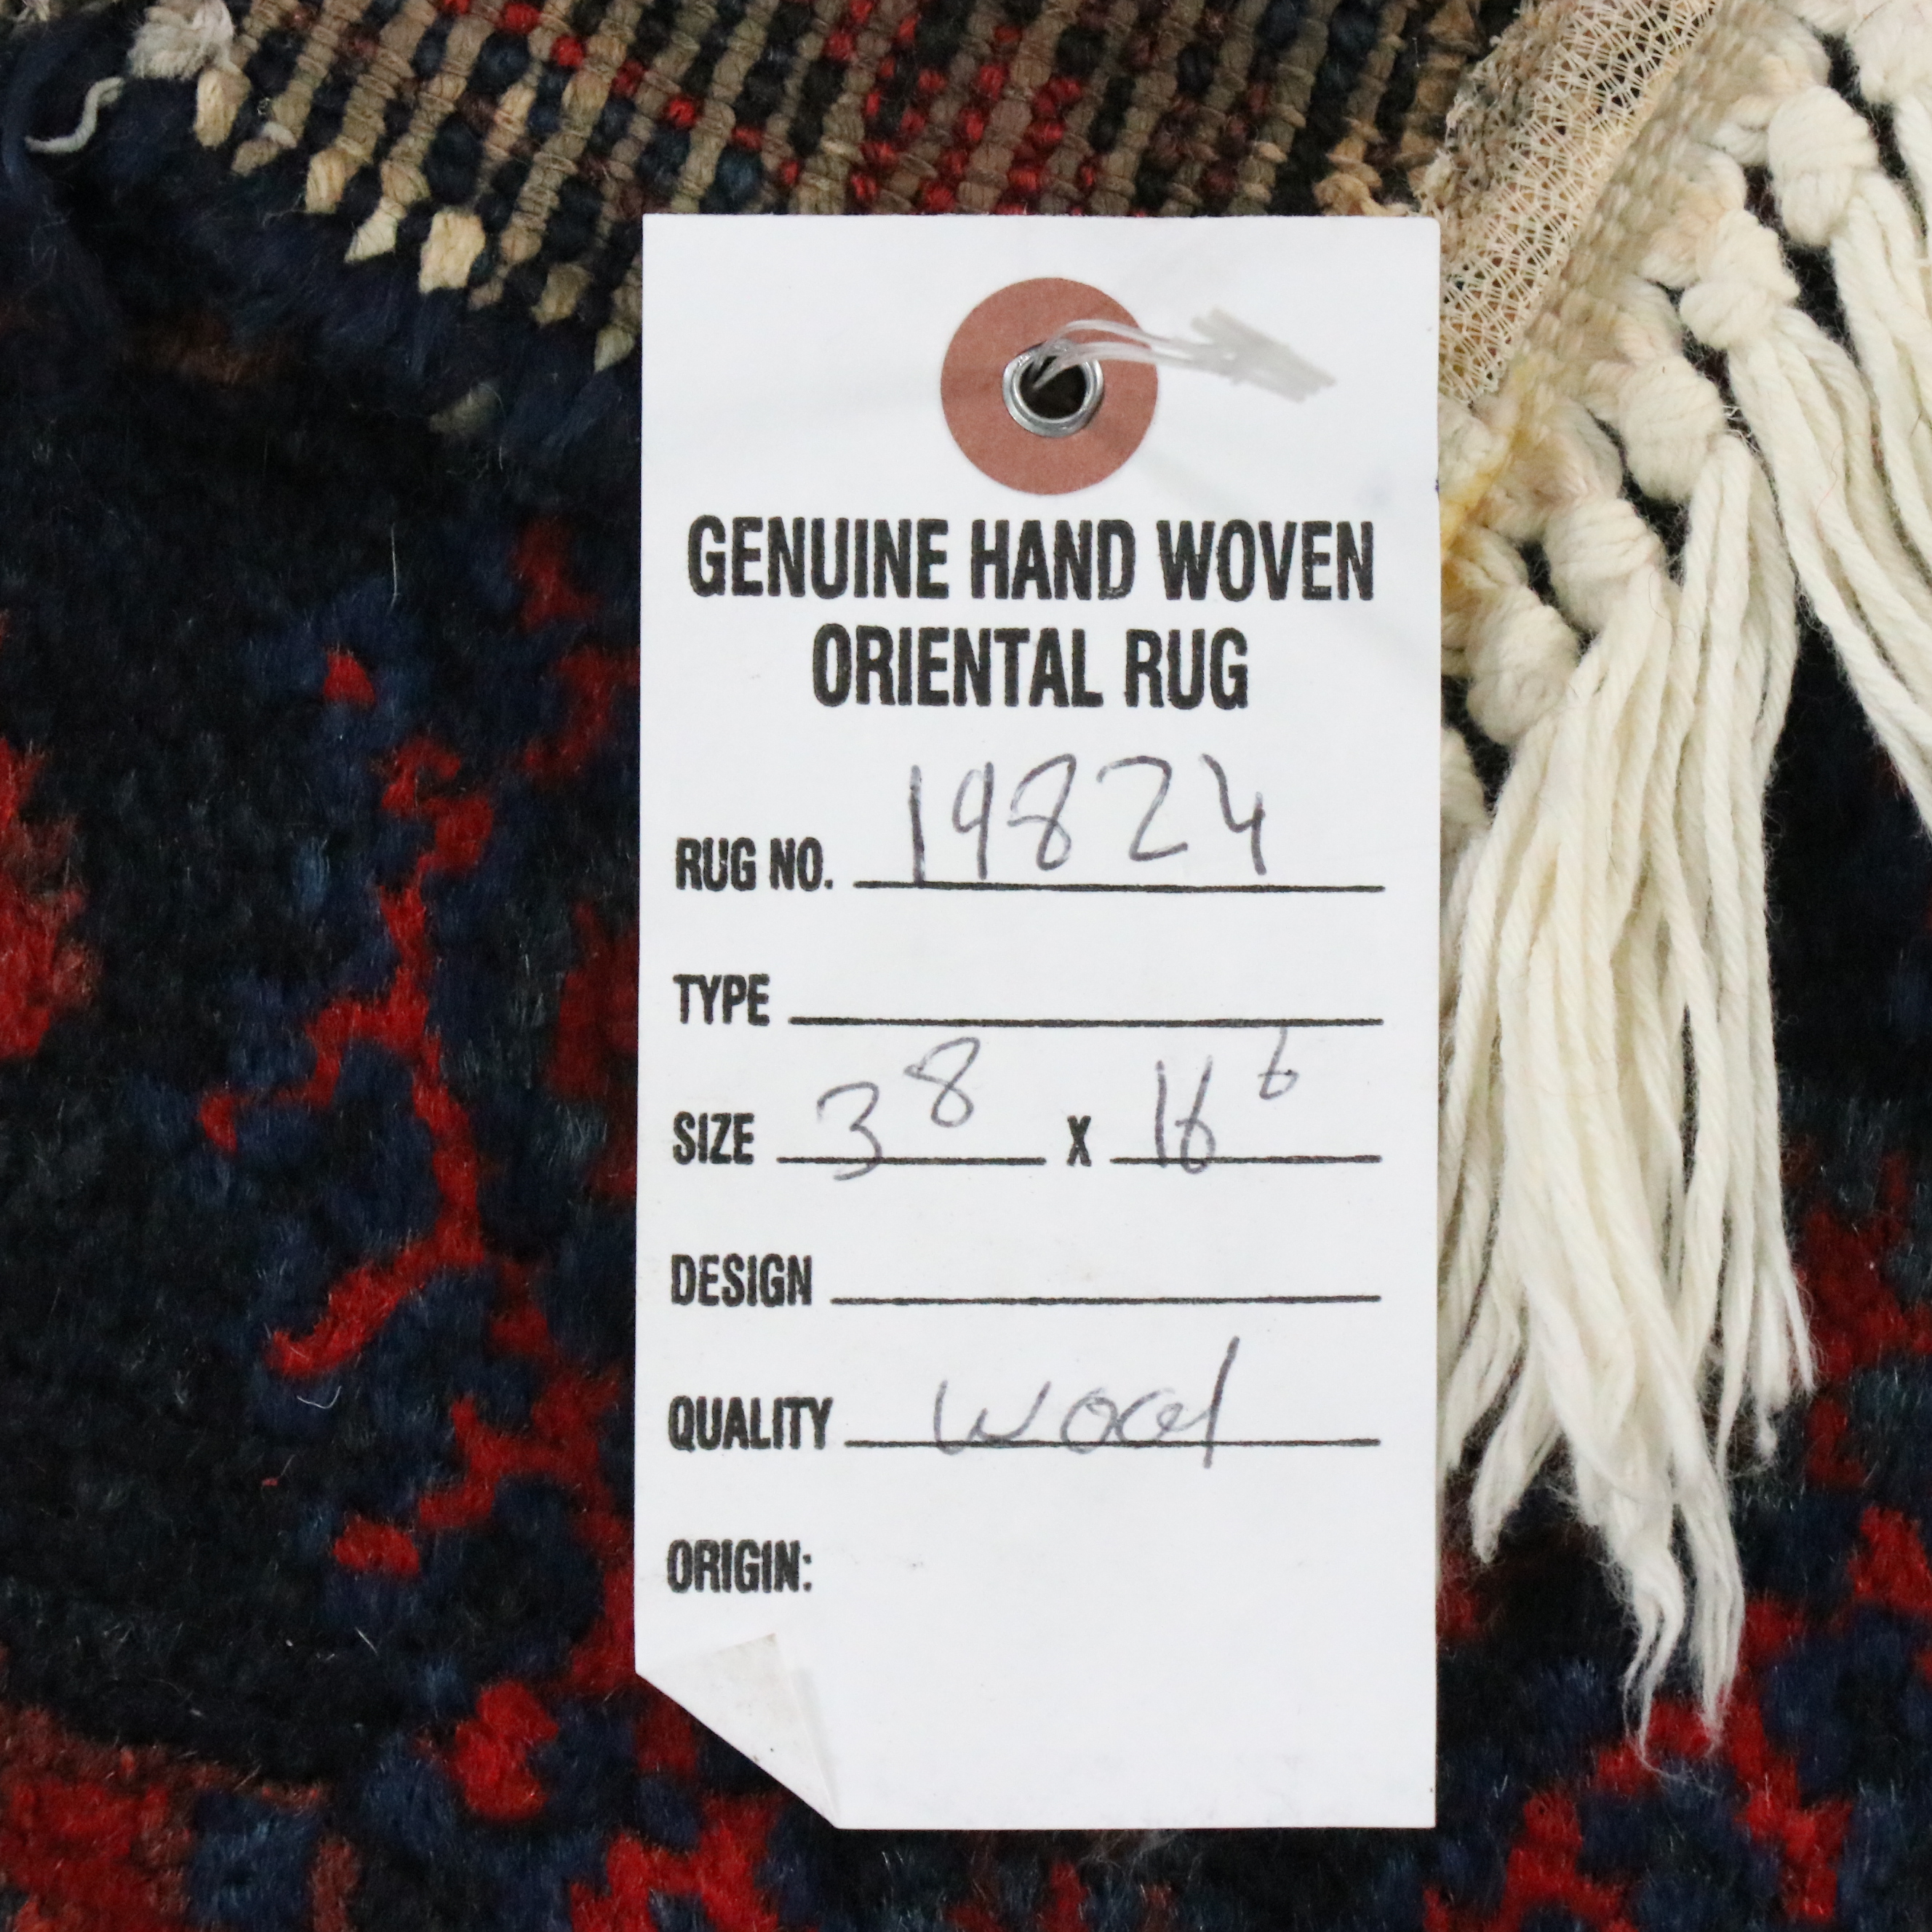 GENUINE HAND WOVEN
ORIENTAL RUG
RUG NO. 19824
TYPE
SIZE 3 8 X 16 6
DESIGN
QUALITY wool
ORIGIN: